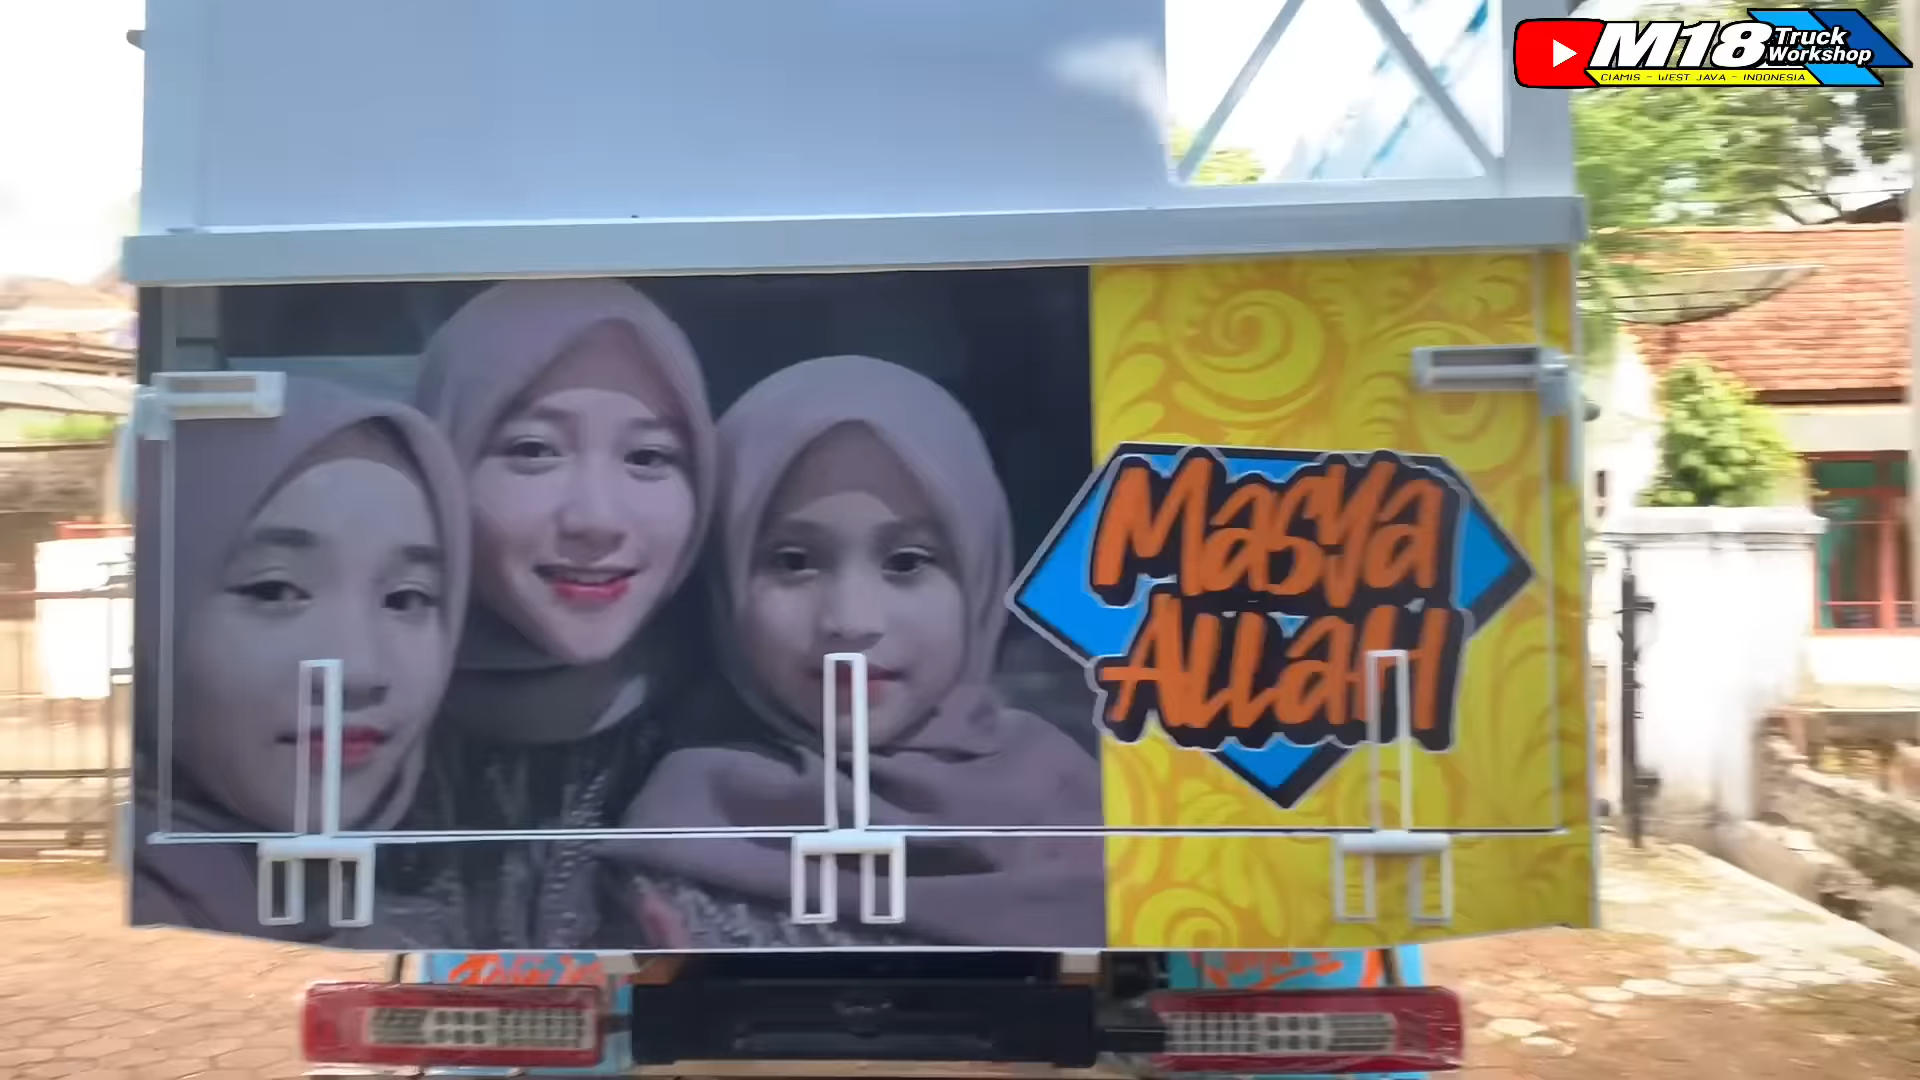 M18 Truck
Workshop
CIAMIS - WEST JAVA - INDONESIA
Masya
Allah